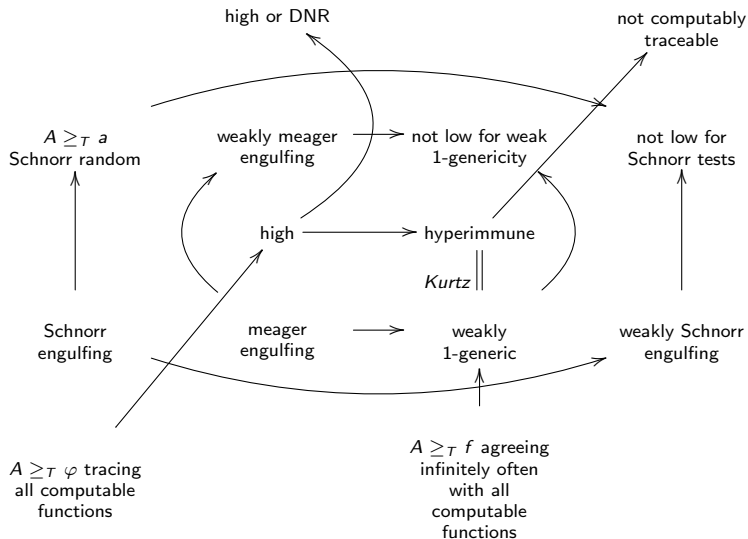 high or DNR
not computably
traceable
A ≥T a
Schnorr random
weakly meager
engulfing
not low for weak
1-genericity
not low for
Schnorr tests
high
hyperimmune
Kurtz
Schnorr
engulfing
meager
engulfing
weakly
1-generic
weakly Schnorr
engulfing
A ≥T φ tracing
all computable
functions
A ≥T f agreeing
infinitely often
with all
computable
functions